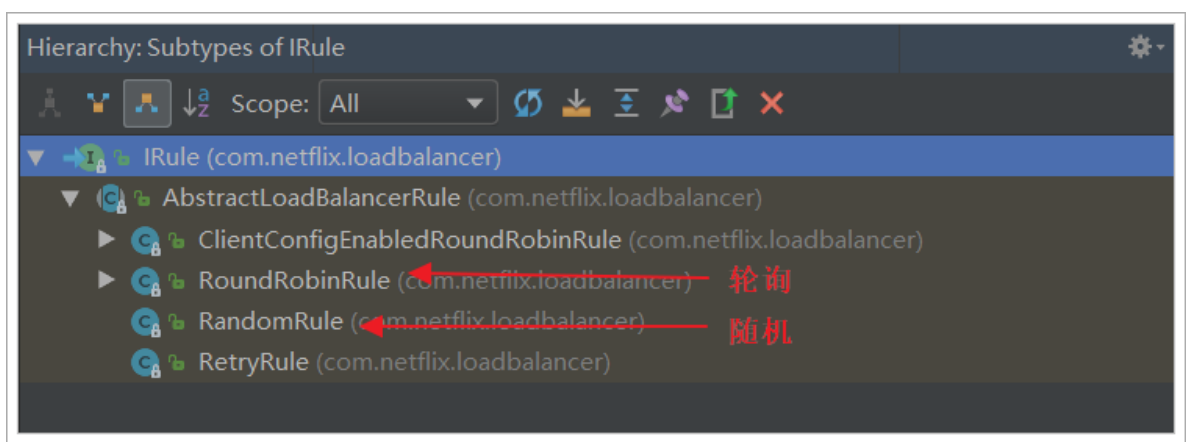 Hierarchy: Subtypes of IRule
Scope: All
IRule (com.netflix.loadbalancer)
AbstractLoadBalancerRule (com.netflix.loadbalancer)
ClientConfigEnabledRoundRobinRule (com.netflix.loadbalancer)
RoundRobinRule (com.netflix.loadbalancer) 轮询
RandomRule (com.netflix.loadbalancer) 随机
RetryRule (com.netflix.loadbalancer)